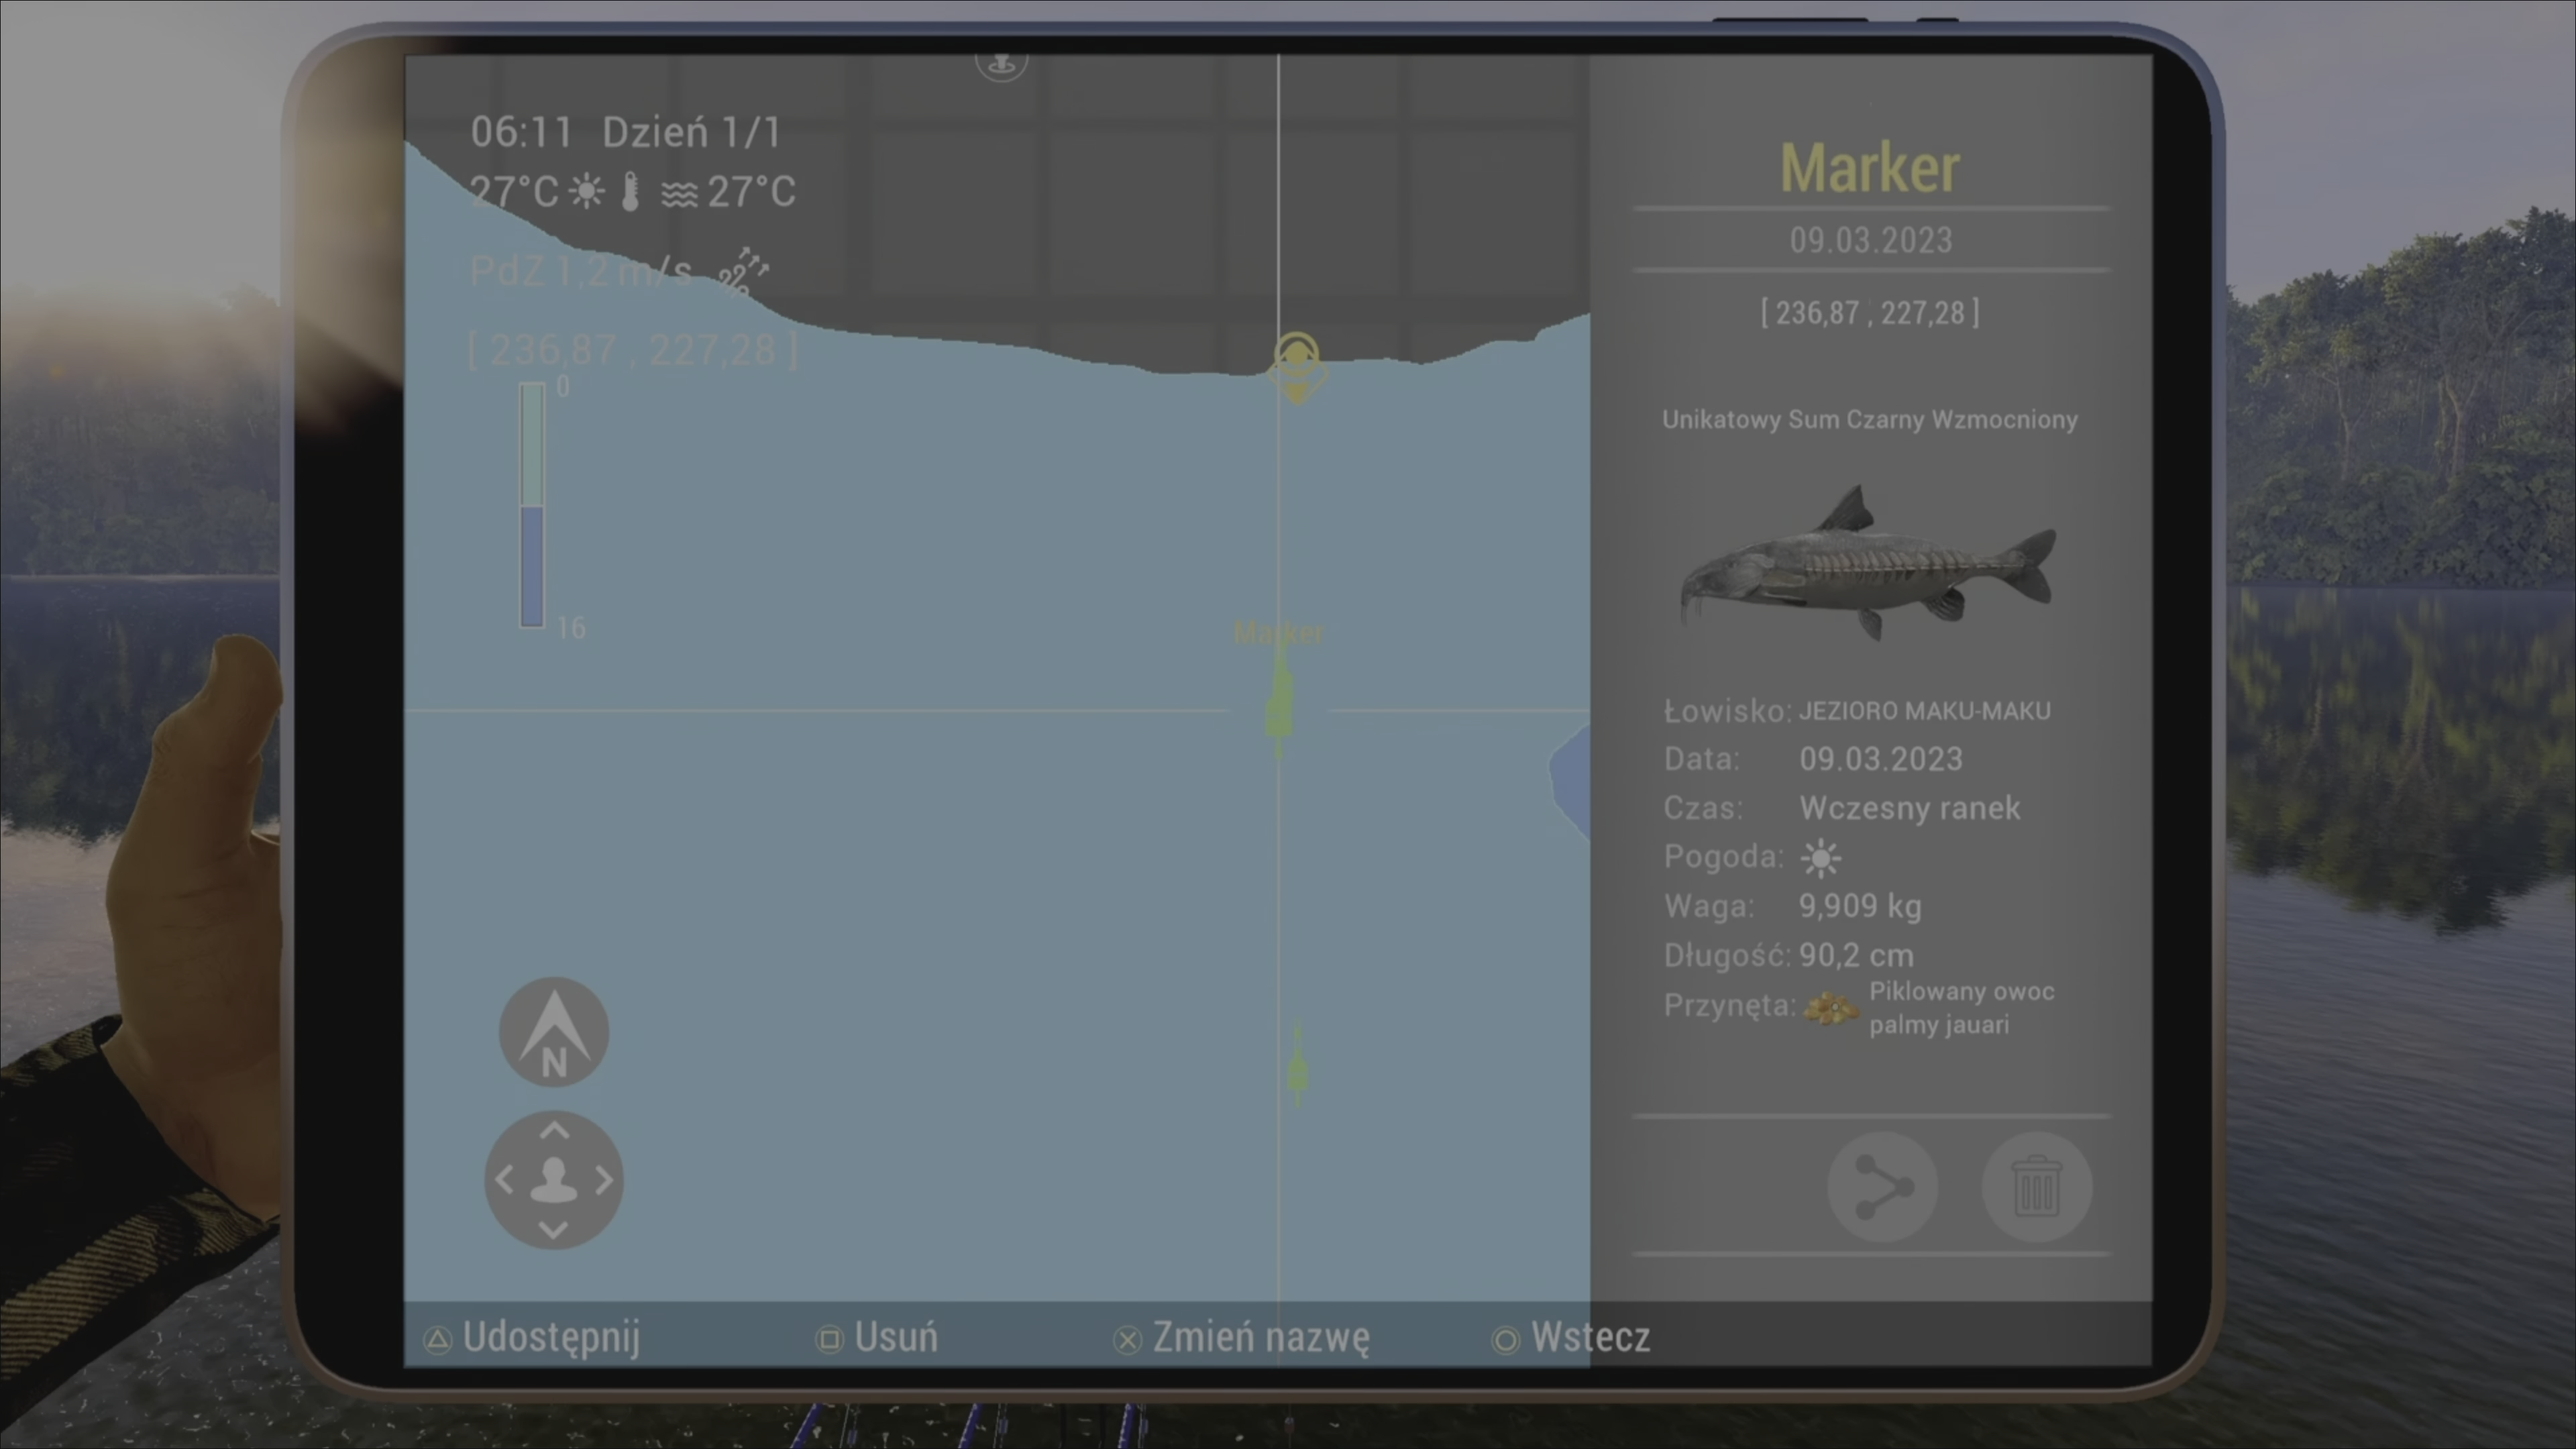 06:11 Dzień 1/1
27°C 27°C
PdZ 1,2 m/s
[ 236,87 , 227,28 ]
0
16
Marker
N
Marker
09.03.2023
[ 236,87 , 227,28 ]
Unikatowy Sum Czarny Wzmocniony
Łowisko: JEZIORO MAKU-MAKU
Data: 09.03.2023
Czas: Wczesny ranek
Pogoda:
Waga: 9,909 kg
Długość: 90,2 cm
Przynęta: Piklowany owoc
palmy jauari
Udostępnij Usuń Zmień nazwę Wstecz